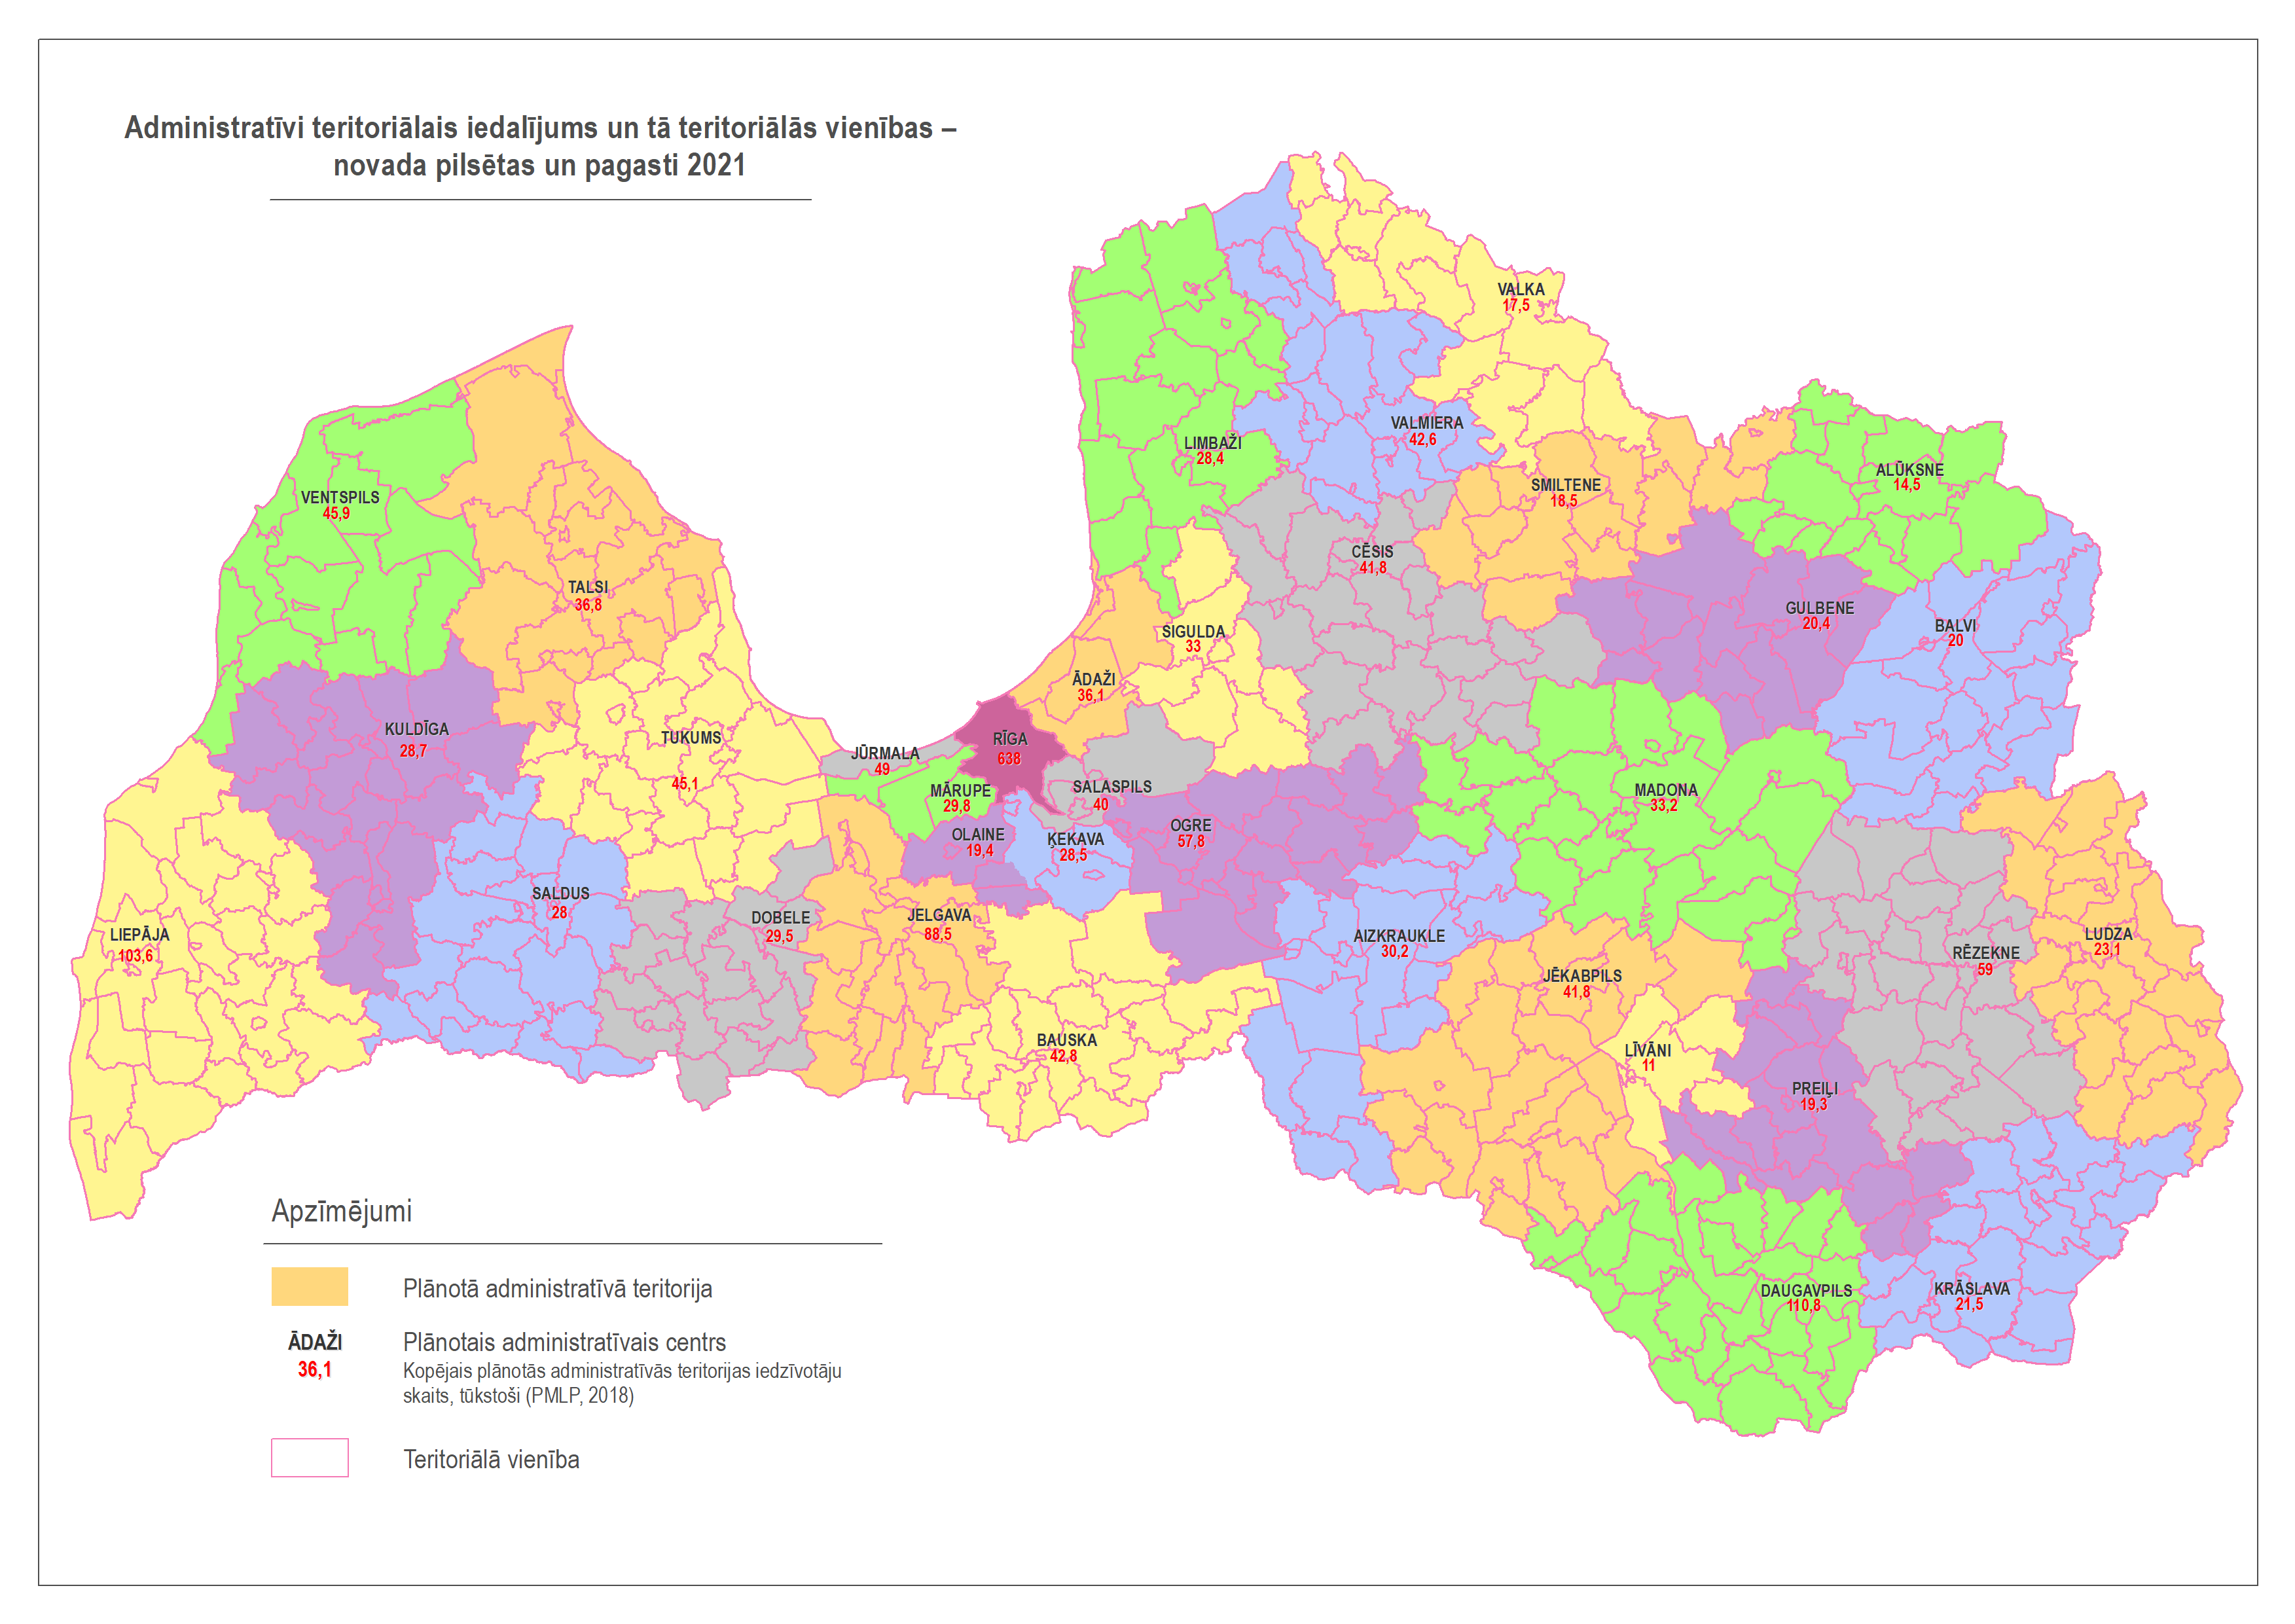 Administratīvi teritoriālais iedalījums un tā teritoriālās vienības –
novada pilsētas un pagasti 2021
VALKA
17,5
VALMIERA
42,6
LIMBAŽI
28,4
ALŪKSNE
14,5
SMILTENE
18,5
VENTSPILS
45,9
CĒSIS
41,8
TALSI
36,8
GULBENE
20,4
BALVI
20
SIGULDA
33
ĀDAŽI
36,1
KULDĪGA
28,7
TUKUMS
45,1
RĪGA
638
JŪRMALA
49
MĀRUPE
29,8
SALASPILS
40
MADONA
33,2
OGRE
57,8
OLAINE
19,4
ĶEKAVA
28,5
SALDUS
28
DOBELE
29,5
JELGAVA
88,5
LIEPĀJA
103,6
AIZKRAUKLE
30,2
LUDZA
23,1
RĒZEKNE
59
JĒKABPILS
41,8
BAUSKA
42,8
LĪVĀNI
11
PREIĻI
19,3
DAUGAVPILS
110,8
KRĀSLAVA
21,5
Apzīmējumi
Plānotā administratīvā teritorija
ĀDAŽI
36,1
Plānotais administratīvais centrs
Kopējais plānotās administratīvās teritorijas iedzīvotāju
skaits, tūkstoši (PMLP, 2018)
Teritoriālā vienība